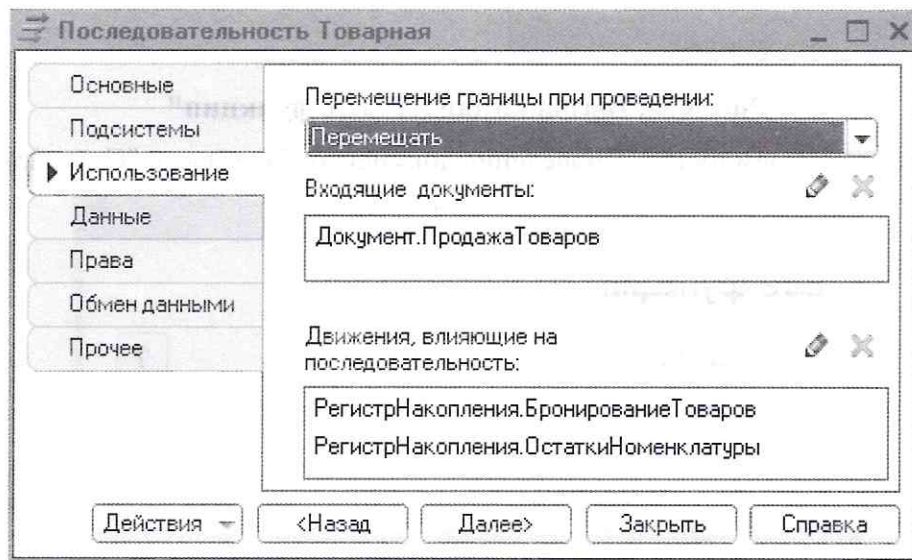 Последовательность Товарная
Основные
Подсистемы
Использование
Данные
Права
Обмен данными
Прочее
Перемещение границы при проведении:
Перемещать
Входящие документы:
Документ.ПродажаТоваров
Движения, влияющие на
последовательность:
РегистрНакопления.БронированиеТоваров
РегистрНакопления.ОстаткиНоменклатуры
Действия
<Назад
Далее>
Закрыть
Справка